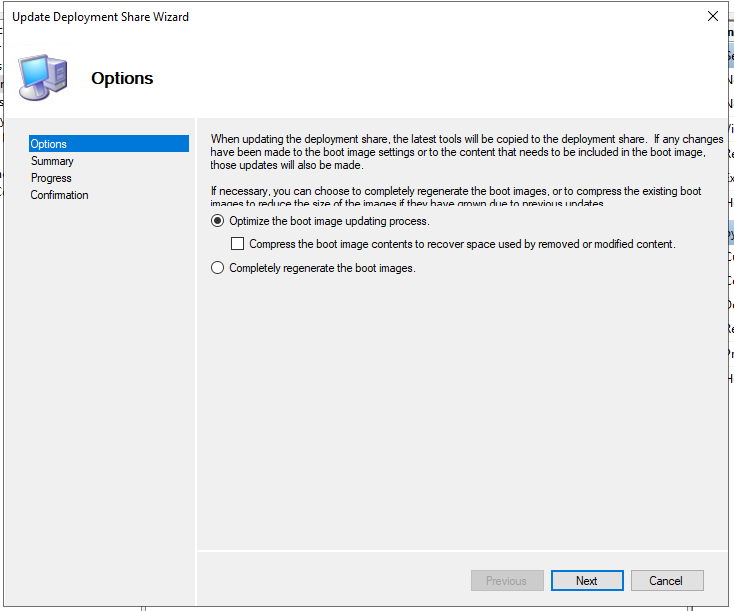 Update Deployment Share Wizard
Options
Options
Summary
Progress
Confirmation
When updating the deployment share, the latest tools will be copied to the deployment share. If any changes
have been made to the boot image settings or to the content that needs to be included in the boot image,
those updates will also be made.
If necessary, you can choose to completely regenerate the boot images, or to compress the existing boot
images to reduce the size of the images if they have grown due to previous updates.
Optimize the boot image updating process.
Compress the boot image contents to recover space used by removed or modified content.
Completely regenerate the boot images.
Previous
Next
Cancel